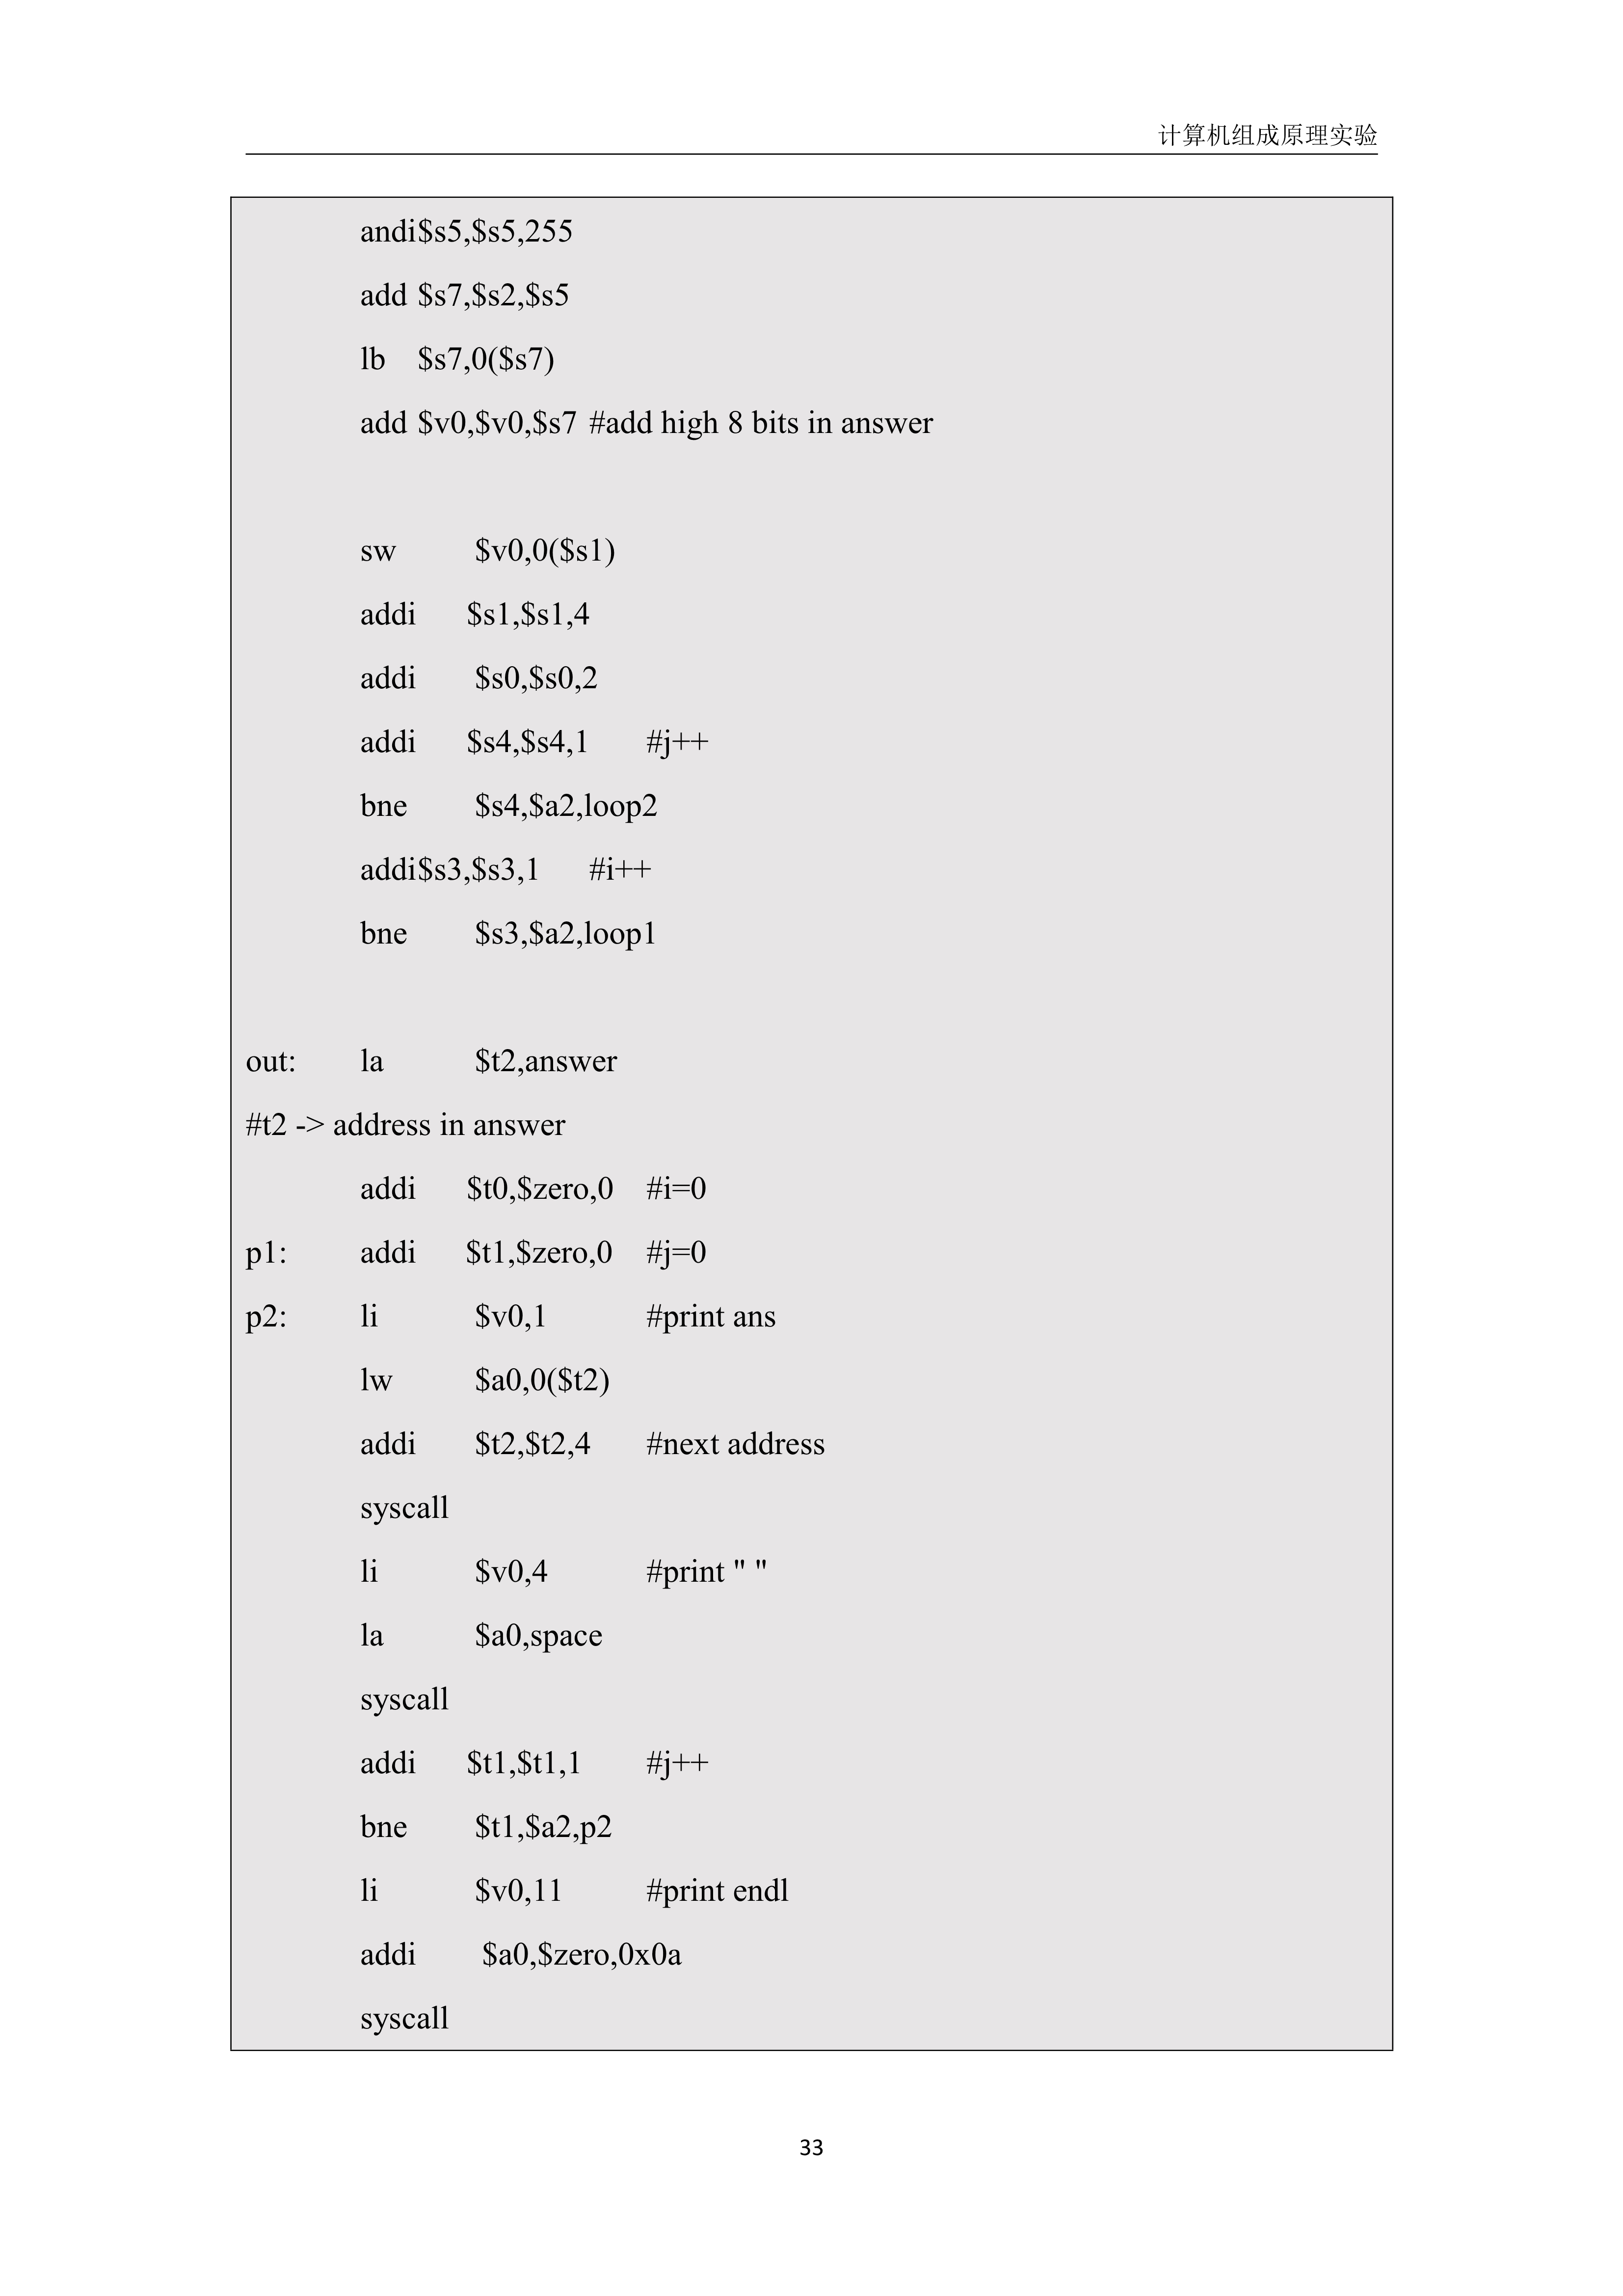 计算机组成原理实验
andi$s5,$s5,255
add $s7,$s2,$s5
lb $s7,0($s7)
add $v0,$v0,$s7 #add high 8 bits in answer
sw $v0,0($s1)
addi $s1,$s1,4
addi $s0,$s0,2
addi $s4,$s4,1 #j++
bne $s4,$a2,loop2
addi$s3,$s3,1 #i++
bne $s3,$a2,loop1
out: la $t2,answer
#t2 -> address in answer
addi $t0,$zero,0 #i=0
p1: addi $t1,$zero,0 #j=0
p2: li $v0,1 #print ans
lw $a0,0($t2)
addi $t2,$t2,4 #next address
syscall
li $v0,4 #print " "
la $a0,space
syscall
addi $t1,$t1,1 #j++
bne $t1,$a2,p2
li $v0,11 #print endl
addi $a0,$zero,0x0a
syscall
33